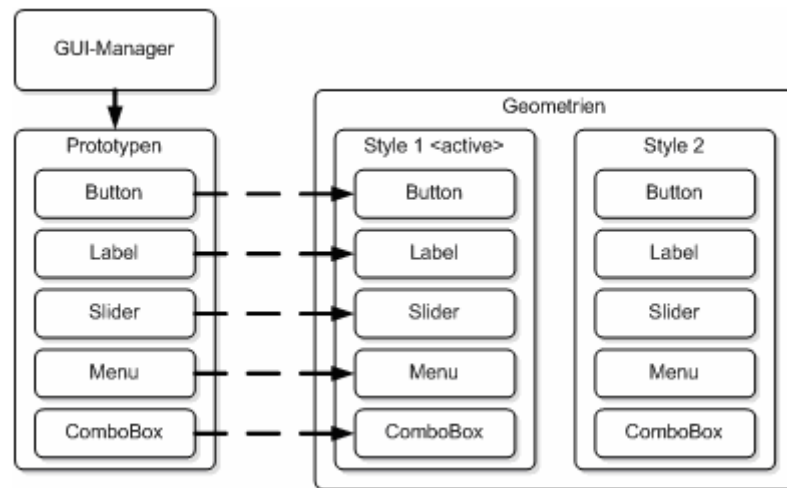 GUI-Manager
Geometrien
Prototypen
Button
Label
Slider
Menu
ComboBox
Style 1 <active>
Button
Label
Slider
Menu
ComboBox
Style 2
Button
Label
Slider
Menu
ComboBox